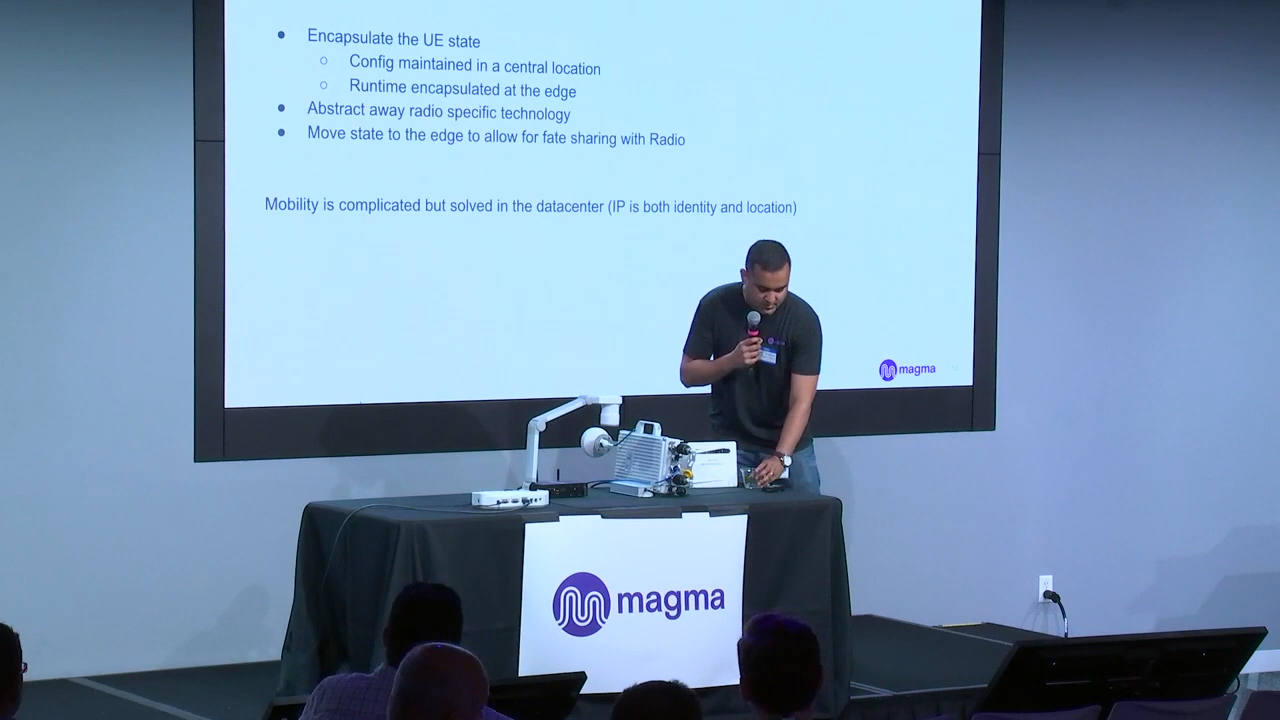 ● Encapsulate the UE state
○ Config maintained in a central location
○ Runtime encapsulated at the edge
● Abstract away radio specific technology
● Move state to the edge to allow for fate sharing with Radio
Mobility is complicated but solved in the datacenter (IP is both identity and location)
magma
magma